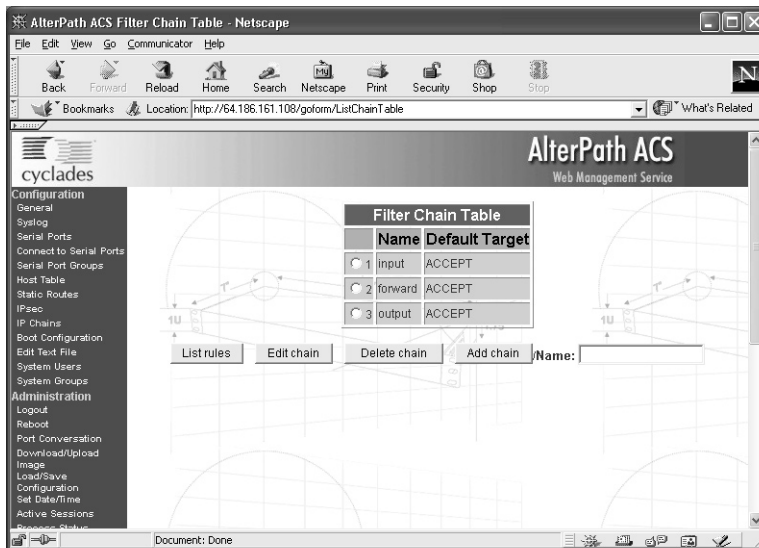 AlterPath ACS Filter Chain Table - Netscape
File Edit View Go Communicator Help
Back Forward Reload Home Search Netscape Print Security Shop Stop
My
N
Bookmarks Location: http://64.186.161.108/goform/ListChainTable What's Related
cyclades
AlterPath ACS
Web Management Service
Configuration
General
Syslog
Serial Ports
Connect to Serial Ports
Serial Port Groups
Host Table
Static Routes
IPsec
IP Chains
Boot Configuration
Edit Text File
System Users
System Groups
Administration
Logout
Reboot
Port Conversation
Download/Upload
Image
Load/Save
Configuration
Set Date/Time
Active Sessions
Process Status
Filter Chain Table
Name Default Target
1 input ACCEPT
2 forward ACCEPT
3 output ACCEPT
List rules Edit chain Delete chain Add chain /Name:
1U
1U
Document: Done